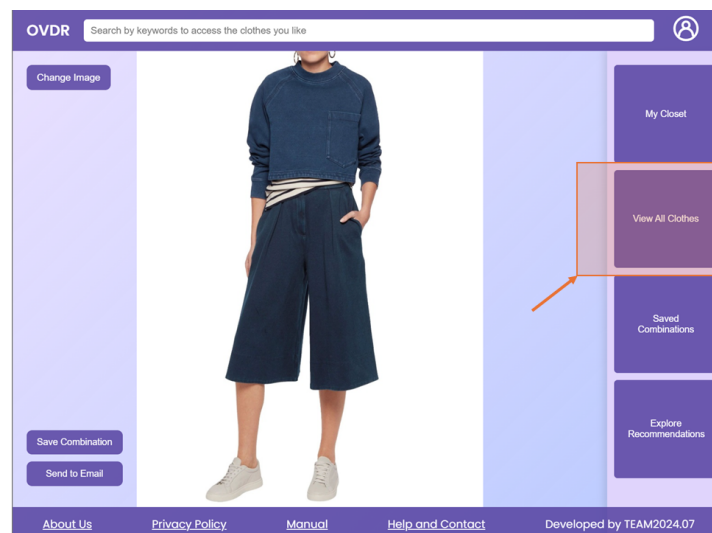 OVDR
Search by keywords to access the clothes you like
Change Image
My Closet
View All Clothes
Saved
Combinations
Explore
Recommendations
Save Combination
Send to Email
About Us Privacy Policy Manual Help and Contact Developed by TEAM2024.07